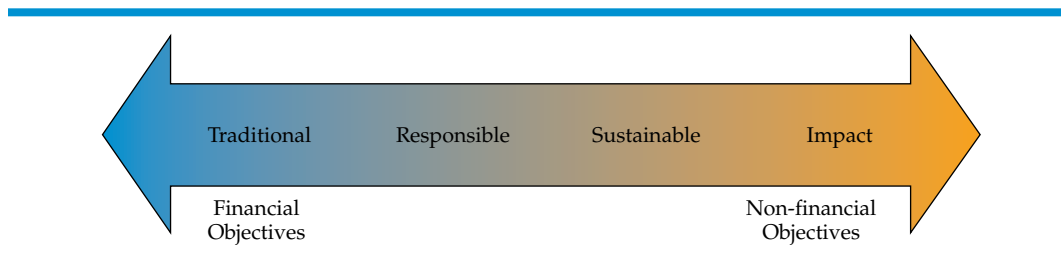 Traditional Responsible Sustainable Impact
Financial
Objectives
Non-financial
Objectives